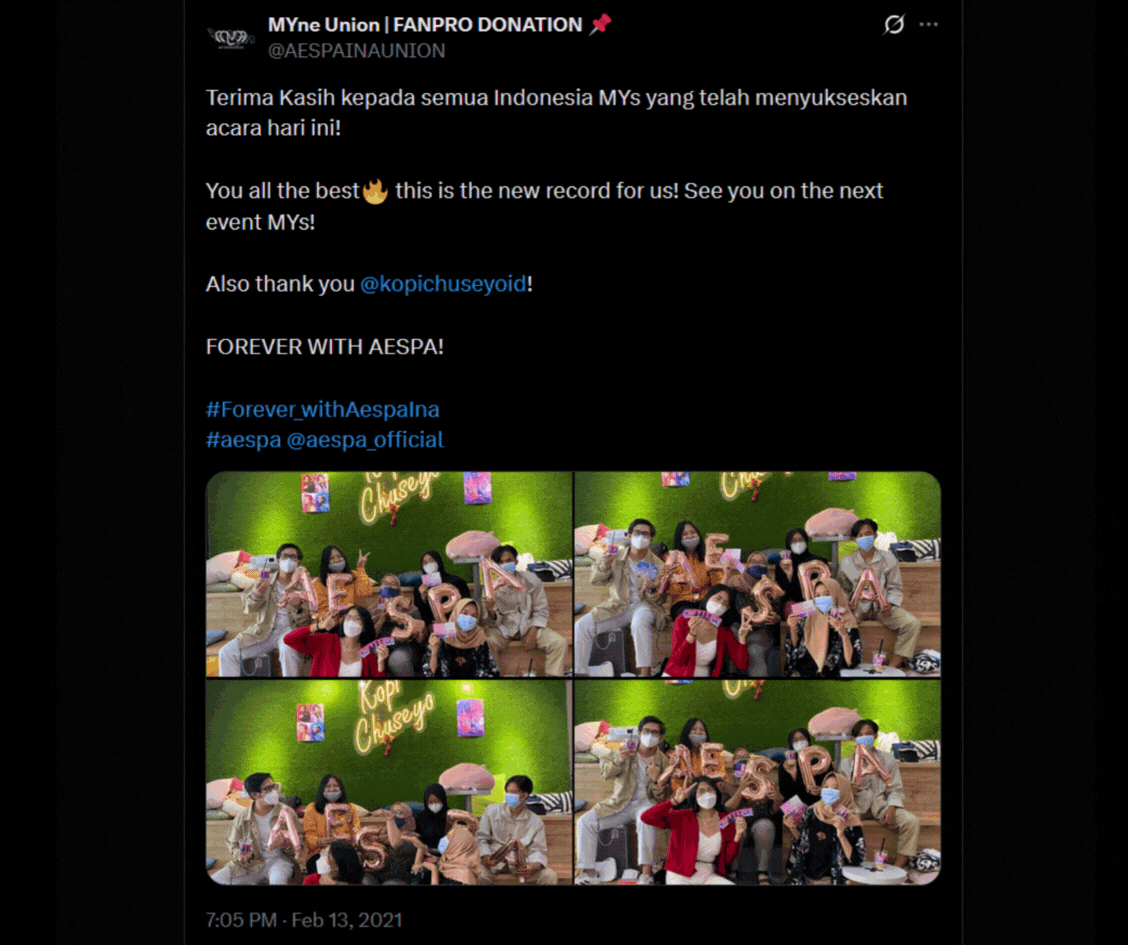 MYne Union | FANPRO DONATION 📌
@AESPAINAUNION
Terima Kasih kepada semua Indonesia MYs yang telah menyukseskan
acara hari ini!
You all the best🔥 this is the new record for us! See you on the next
event MYs!
Also thank you @kopichuseyoid!
FOREVER WITH AESPA!
#Forever_withAespaIna
#aespa @aespa_official
Chuseyo
Chuseyo
AESPA
AESPA
Kopi
Chuseyo
AESPA
7:05 PM · Feb 13, 2021